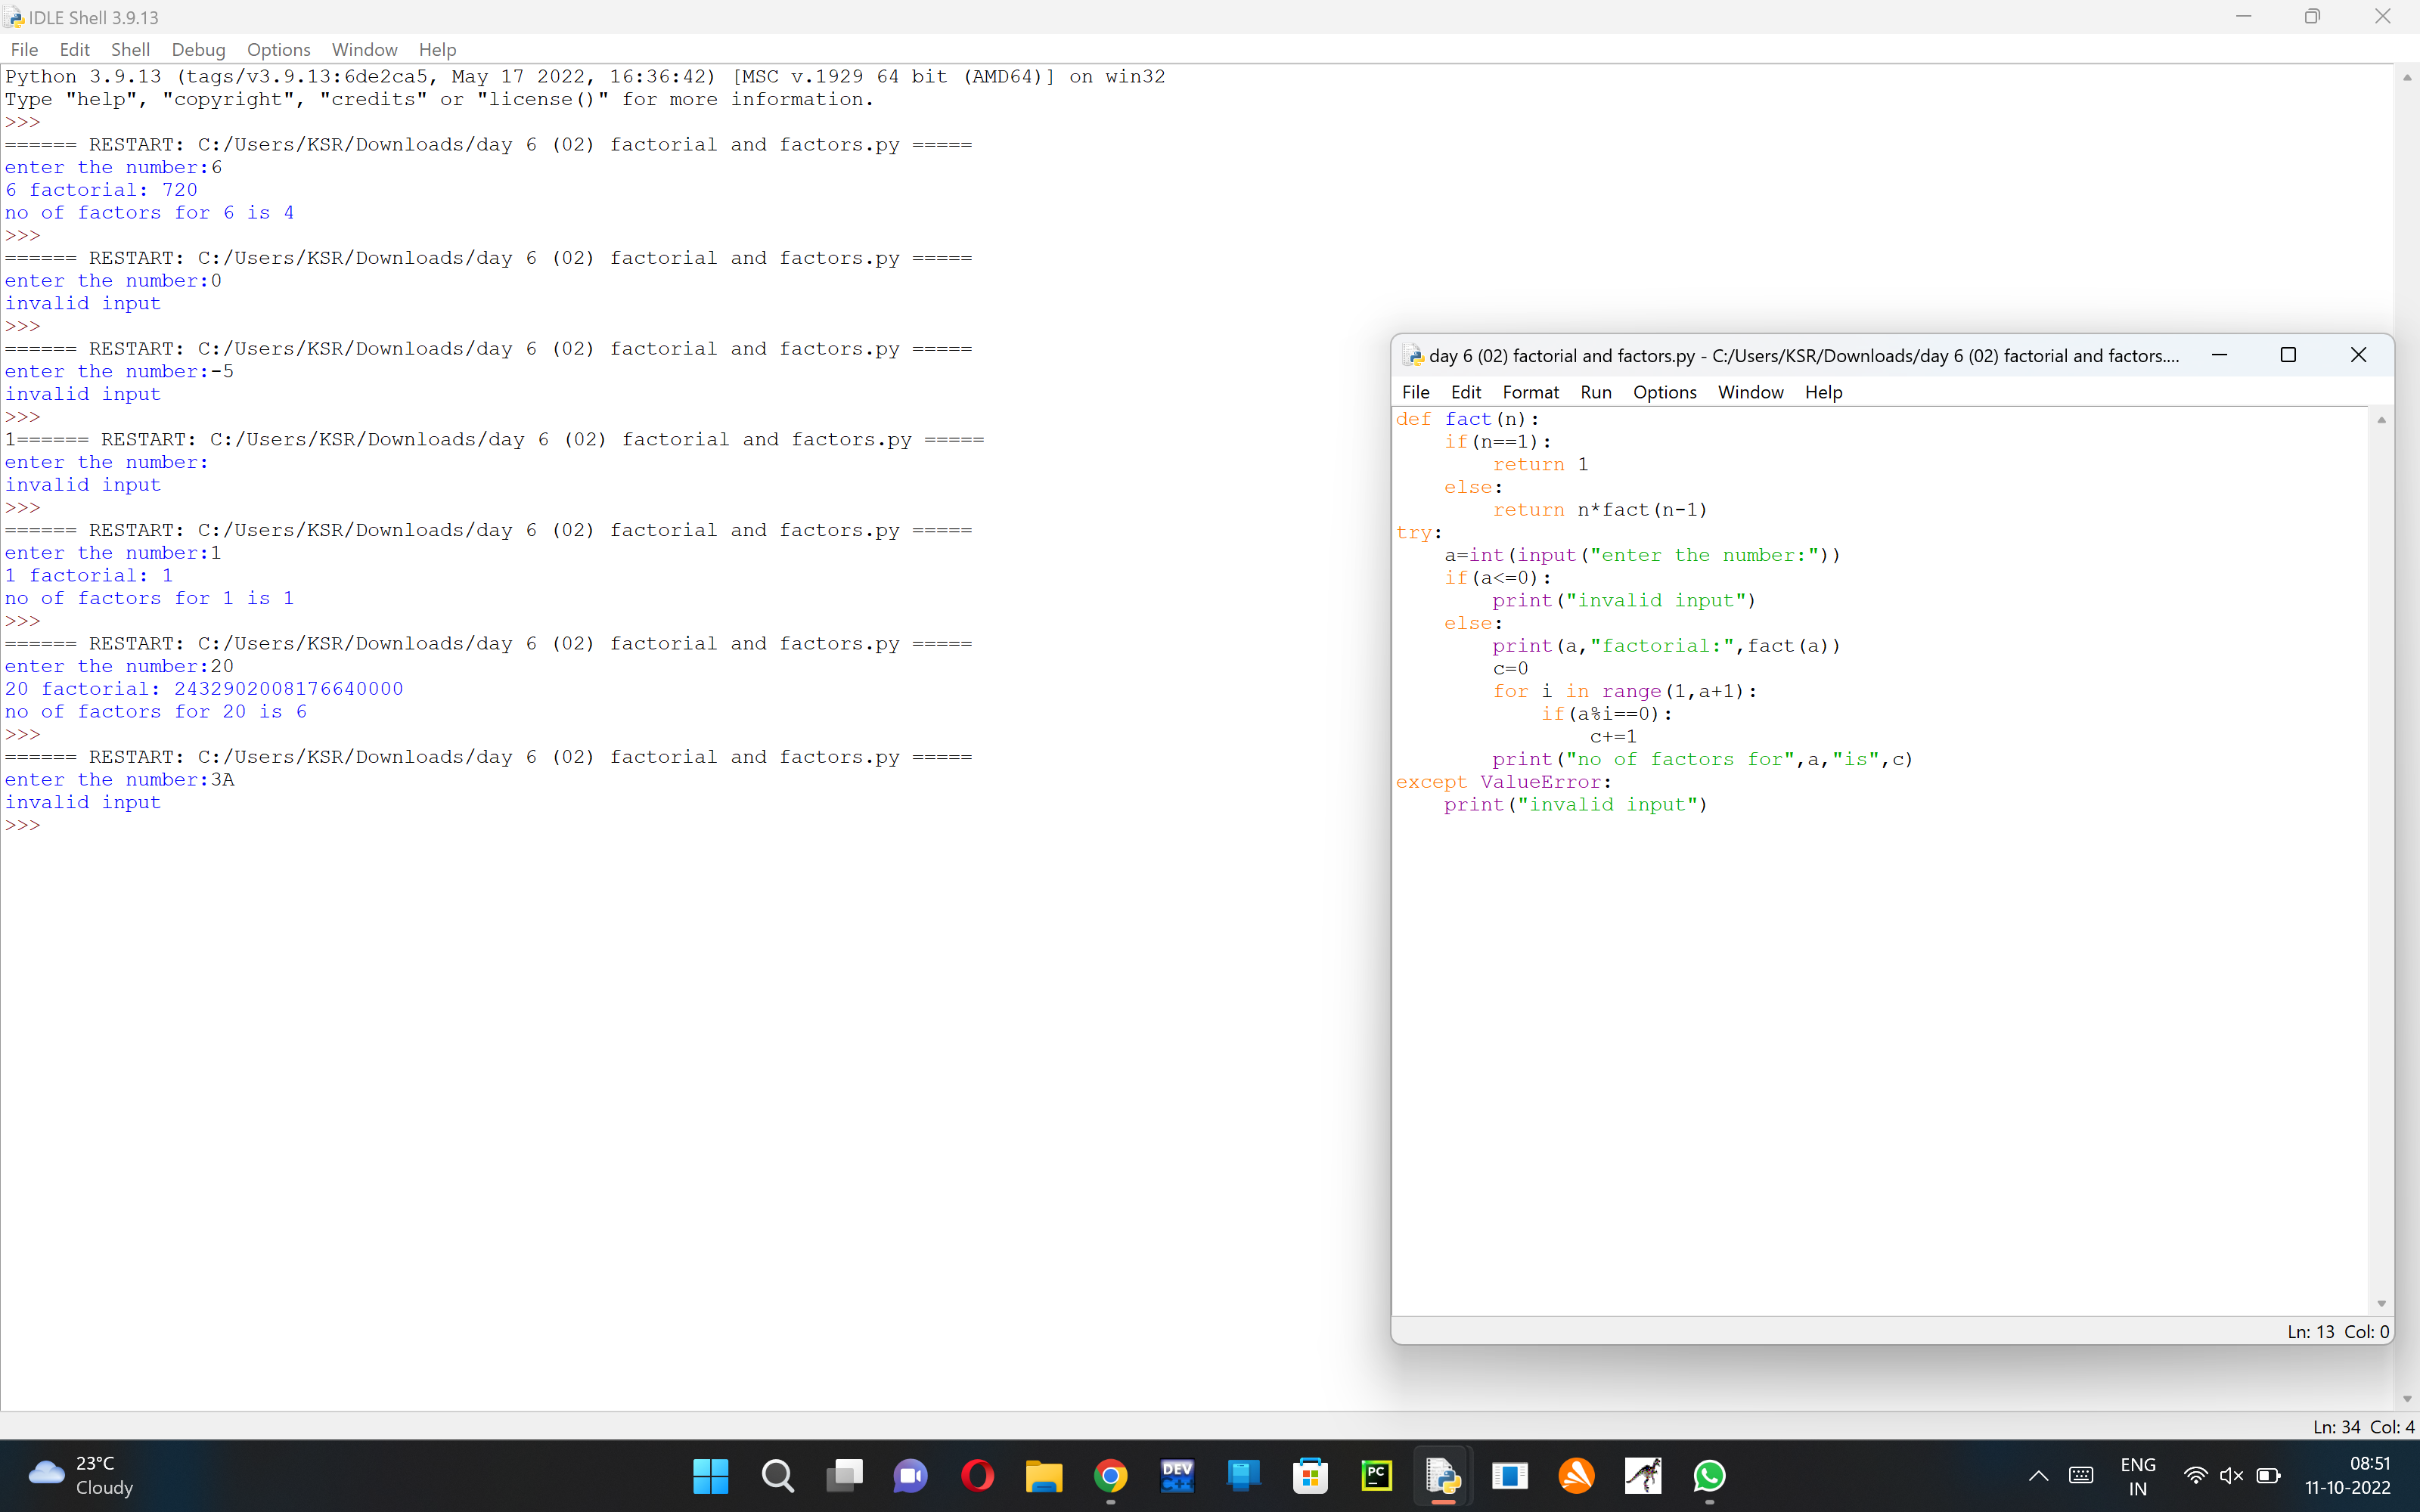 IDLE Shell 3.9.13
File Edit Shell Debug Options Window Help
Python 3.9.13 (tags/v3.9.13:6de2ca5, May 17 2022, 16:36:42) [MSC v.1929 64 bit (AMD64)] on win32
Type "help", "copyright", "credits" or "license()" for more information.
>>>
====== RESTART: C:/Users/KSR/Downloads/day 6 (02) factorial and factors.py =====
enter the number:6
6 factorial: 720
no of factors for 6 is 4
>>>
====== RESTART: C:/Users/KSR/Downloads/day 6 (02) factorial and factors.py =====
enter the number:0
invalid input
>>>
====== RESTART: C:/Users/KSR/Downloads/day 6 (02) factorial and factors.py =====
enter the number:-5
invalid input
>>>
1====== RESTART: C:/Users/KSR/Downloads/day 6 (02) factorial and factors.py =====
enter the number:
invalid input
>>>
====== RESTART: C:/Users/KSR/Downloads/day 6 (02) factorial and factors.py =====
enter the number:1
1 factorial: 1
no of factors for 1 is 1
>>>
====== RESTART: C:/Users/KSR/Downloads/day 6 (02) factorial and factors.py =====
enter the number:20
20 factorial: 2432902008176640000
no of factors for 20 is 6
>>>
====== RESTART: C:/Users/KSR/Downloads/day 6 (02) factorial and factors.py =====
enter the number:3A
invalid input
>>>
day 6 (02) factorial and factors.py - C:/Users/KSR/Downloads/day 6 (02) factorial and factors....
File Edit Format Run Options Window Help
def fact(n):
    if(n==1):
        return 1
    else:
        return n*fact(n-1)
try:
    a=int(input("enter the number:"))
    if(a<=0):
        print("invalid input")
    else:
        print(a,"factorial:",fact(a))
        c=0
        for i in range(1,a+1):
            if(a%i==0):
                c+=1
        print("no of factors for",a,"is",c)
except ValueError:
    print("invalid input")
Ln: 13 Col: 0
Ln: 34 Col: 4
23°C
Cloudy
DEV
C++
PC
ENG
IN
08:51
11-10-2022